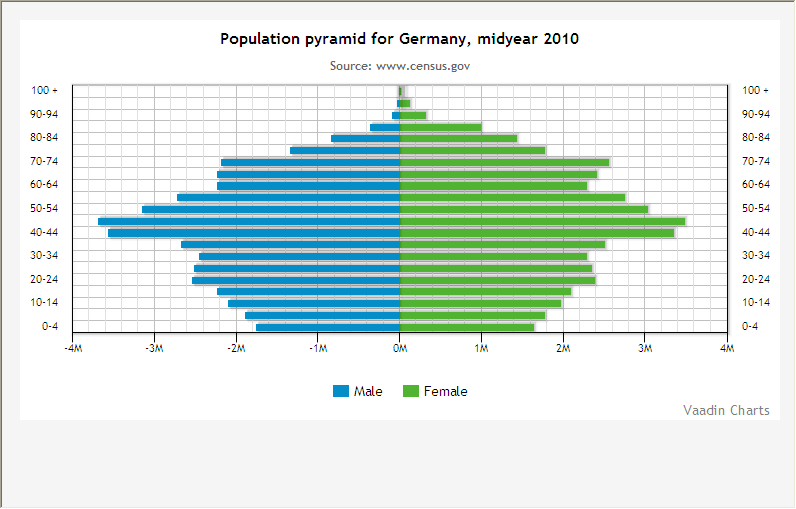 Population pyramid for Germany, midyear 2010
Source: www.census.gov
100 + 100 +
90-94 90-94
80-84 80-84
70-74 70-74
60-64 60-64
50-54 50-54
40-44 40-44
30-34 30-34
20-24 20-24
10-14 10-14
0-4 0-4
-4M -3M -2M -1M 0M 1M 2M 3M 4M
Male Female
Vaadin Charts